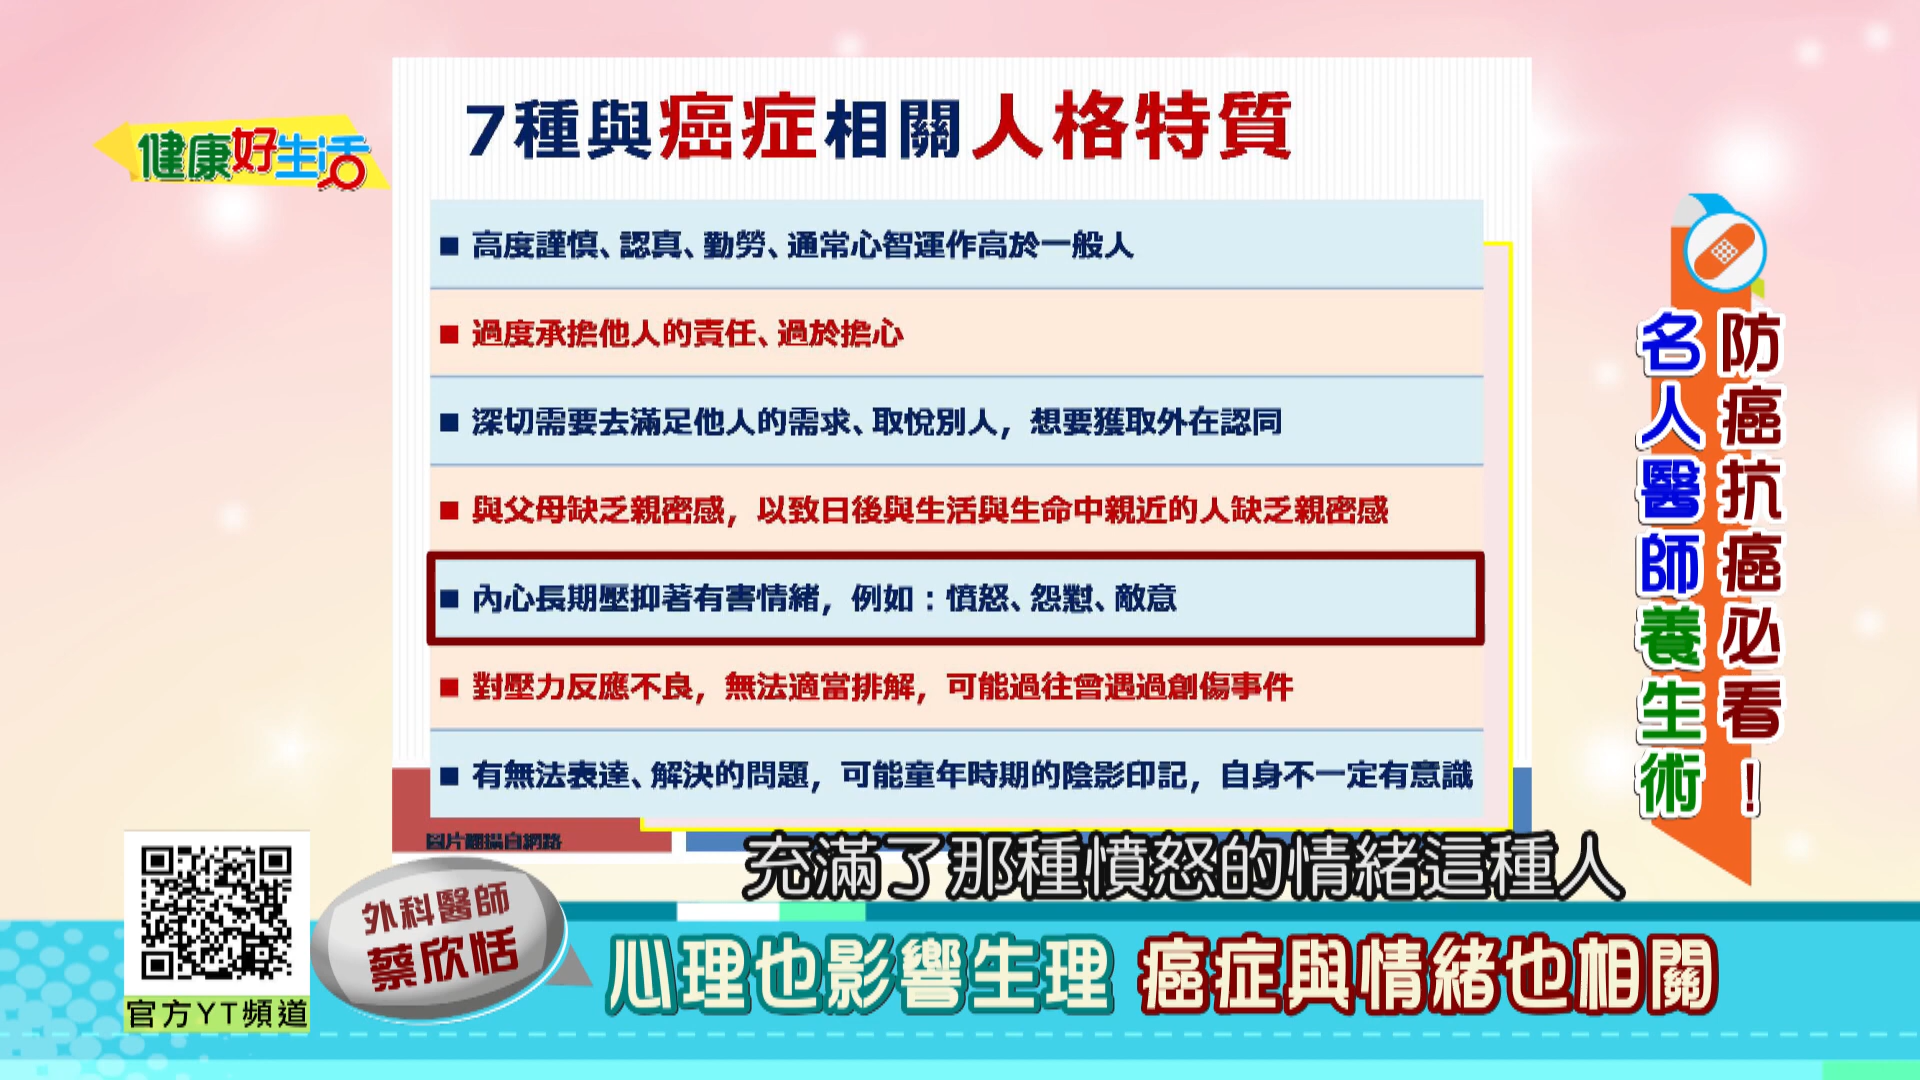 健康好生活
7種與癌症相關人格特質
■ 高度謹慎、認真、勤勞、通常心智運作高於一般人
■ 過度承擔他人的責任、過於擔心
■ 深切需要去滿足他人的需求、取悅別人，想要獲取外在認同
■ 與父母缺乏親密感，以致日後與生活與生命中親近的人缺乏親密感
■ 內心長期壓抑著有害情緒，例如：憤怒、怨懟、敵意
■ 對壓力反應不良，無法適當排解，可能過往曾遇過創傷事件
■ 有無法表達、解決的問題，可能童年時期的陰影印記，自身不一定有意識
圖片翻攝自網路
防癌抗癌必看！
名人醫師養生術
充滿了那種憤怒的情緒這種人
外科醫師
蔡欣恬
心理也影響生理 癌症與情緒也相關
官方YT頻道